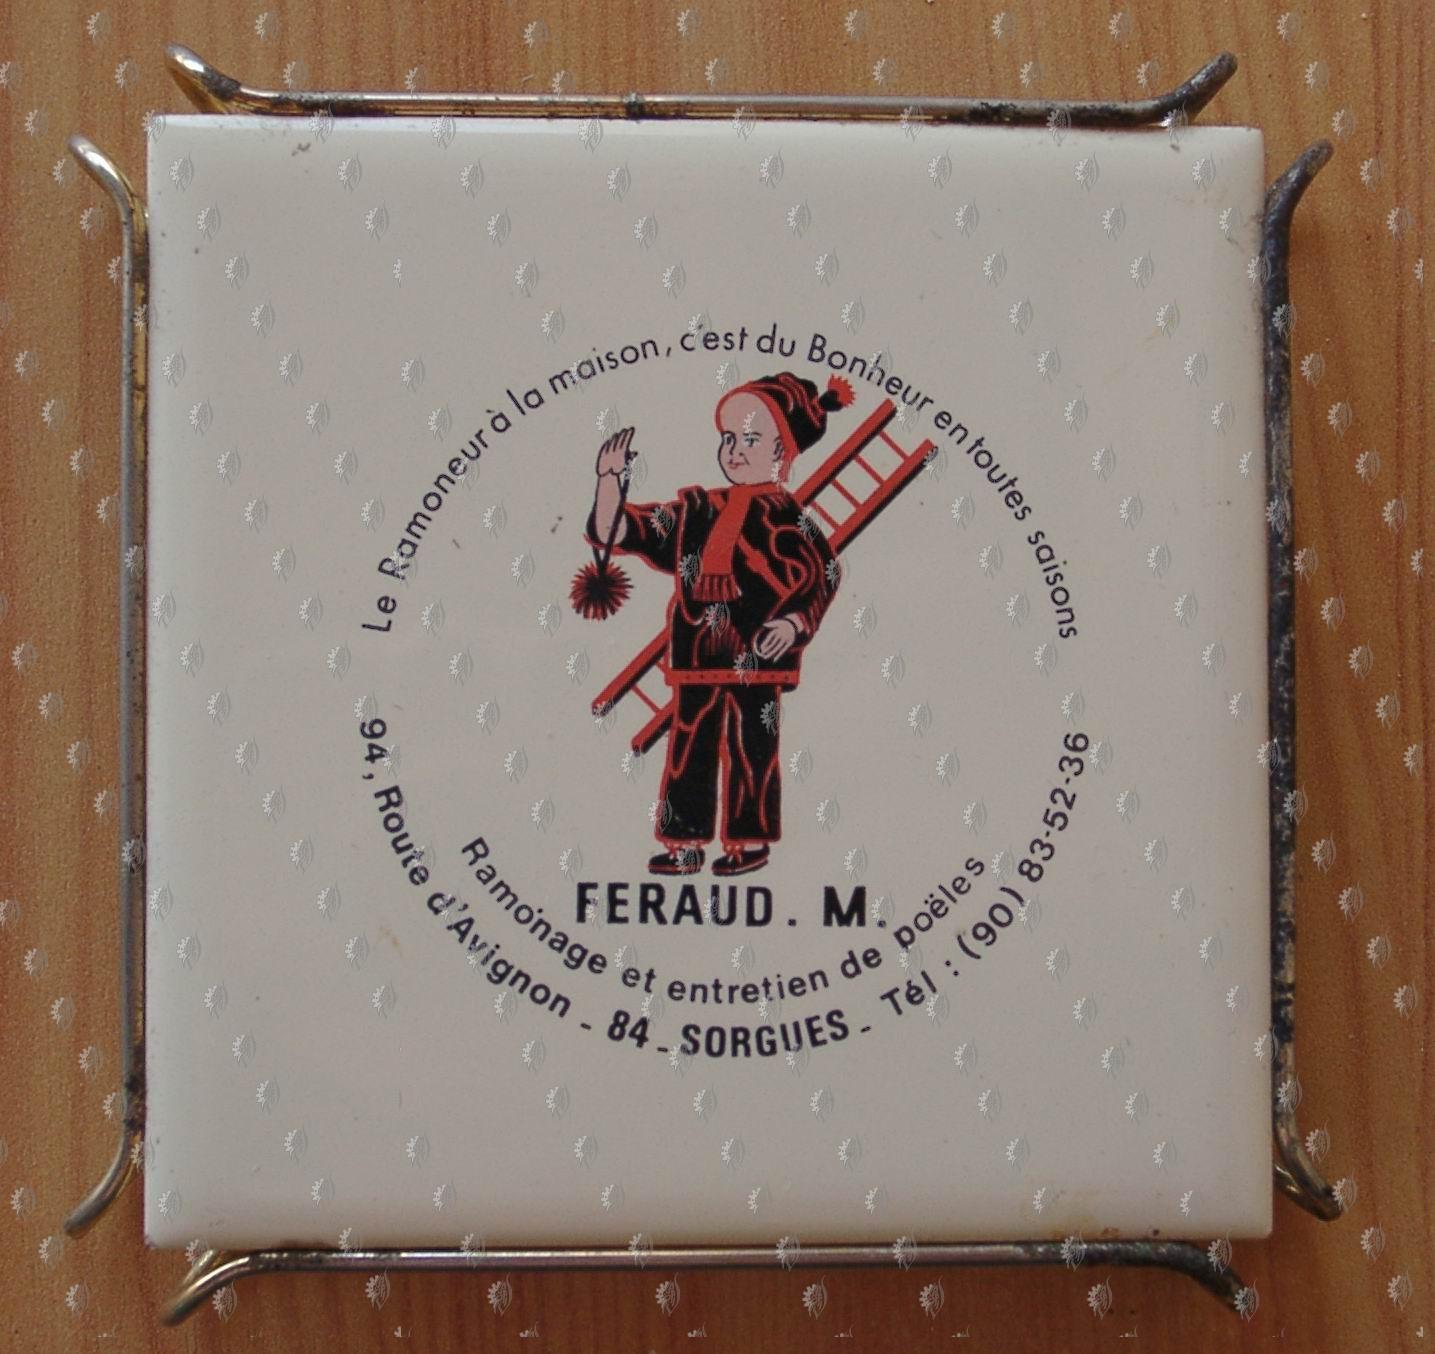 Le Ramoneur à la maison, c'est du Bonheur en toutes saisons
FERAUD. M.
Ramonage et entretien de poëles
94, Route d'Avignon - 84 - SORGUES - Tél : (90) 83-52-36